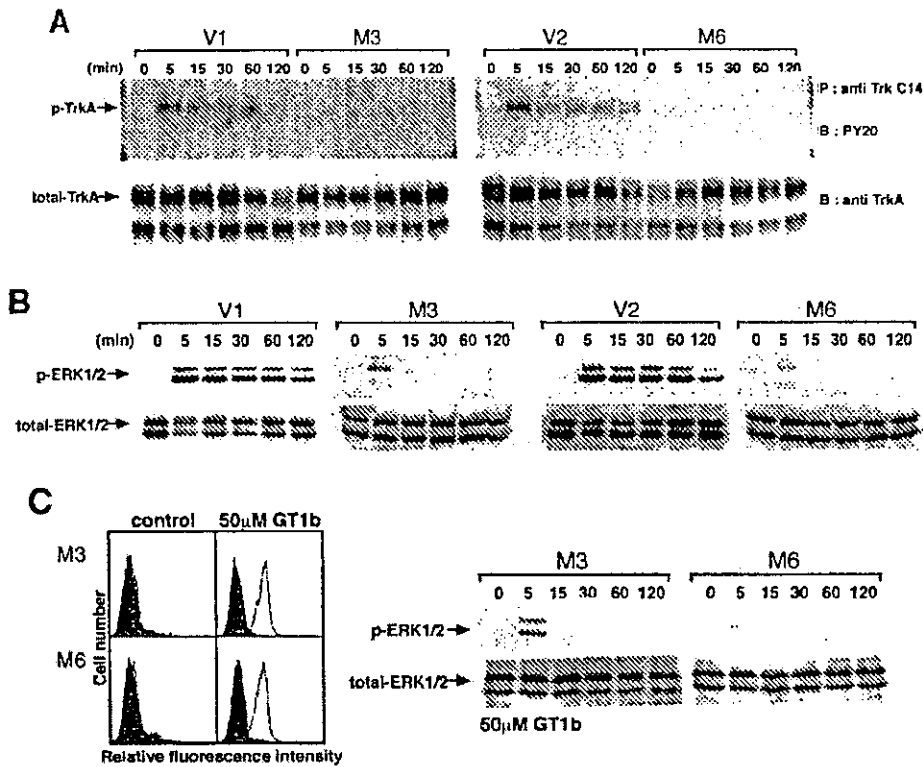 A
V1 M3 V2 M6
(min) 0 5 15 30 60 120 0 5 15 30 60 120 0 5 15 30 60 120 0 5 15 30 60 120
p-TrkA
IP : anti Trk C14
IB : PY20
total-TrkA
B : anti TrkA
B
V1 M3 V2 M6
(min) 0 5 15 30 60 120 0 5 15 30 60 120 0 5 15 30 60 120 0 5 15 30 60 120
p-ERK1/2
total-ERK1/2
C
control 50μM GT1b
M3
M6
Cell number
Relative fluorescence intensity
M3 M6
0 5 15 30 60 120 0 5 15 30 60 120
p-ERK1/2
total-ERK1/2
50μM GT1b